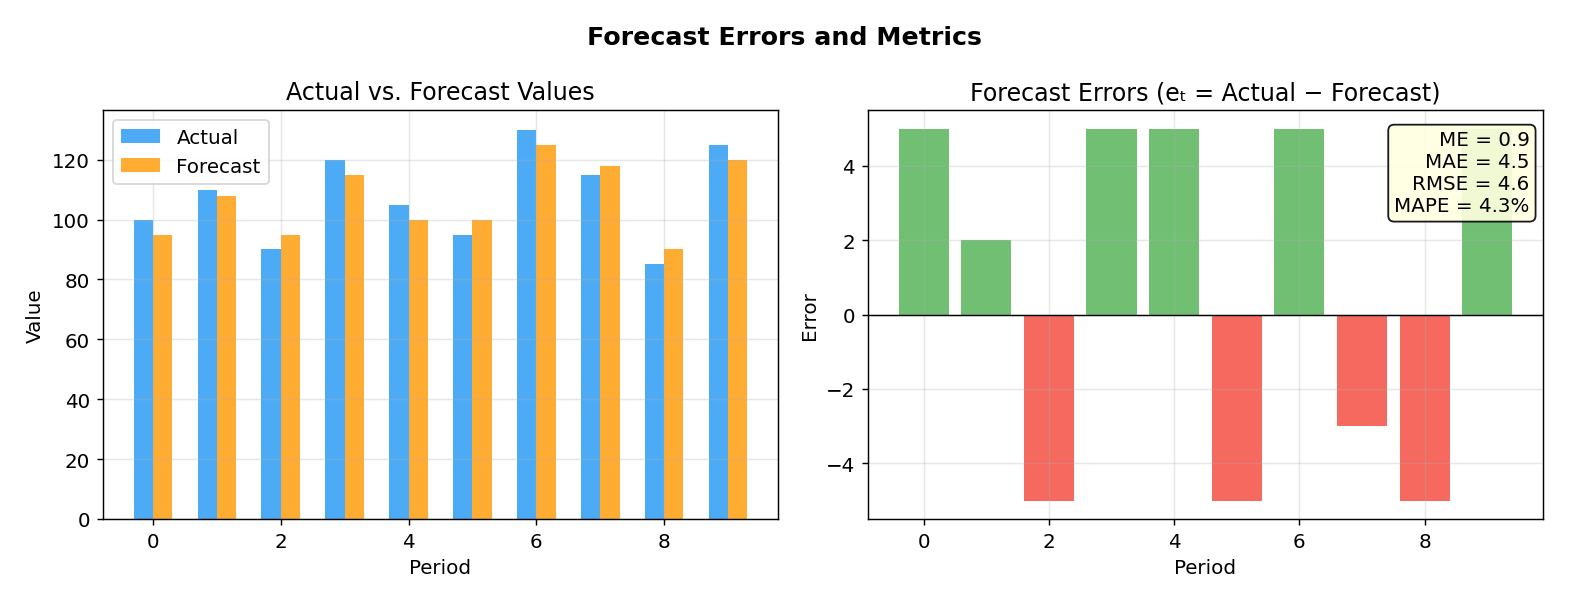 Forecast Errors and Metrics
Actual vs. Forecast Values
Actual
Forecast
120
100
80
60
40
20
0
Value
0 2 4 6 8
Period
Forecast Errors (eₜ = Actual − Forecast)
ME = 0.9
MAE = 4.5
RMSE = 4.6
MAPE = 4.3%
4
2
0
−2
−4
Error
0 2 4 6 8
Period